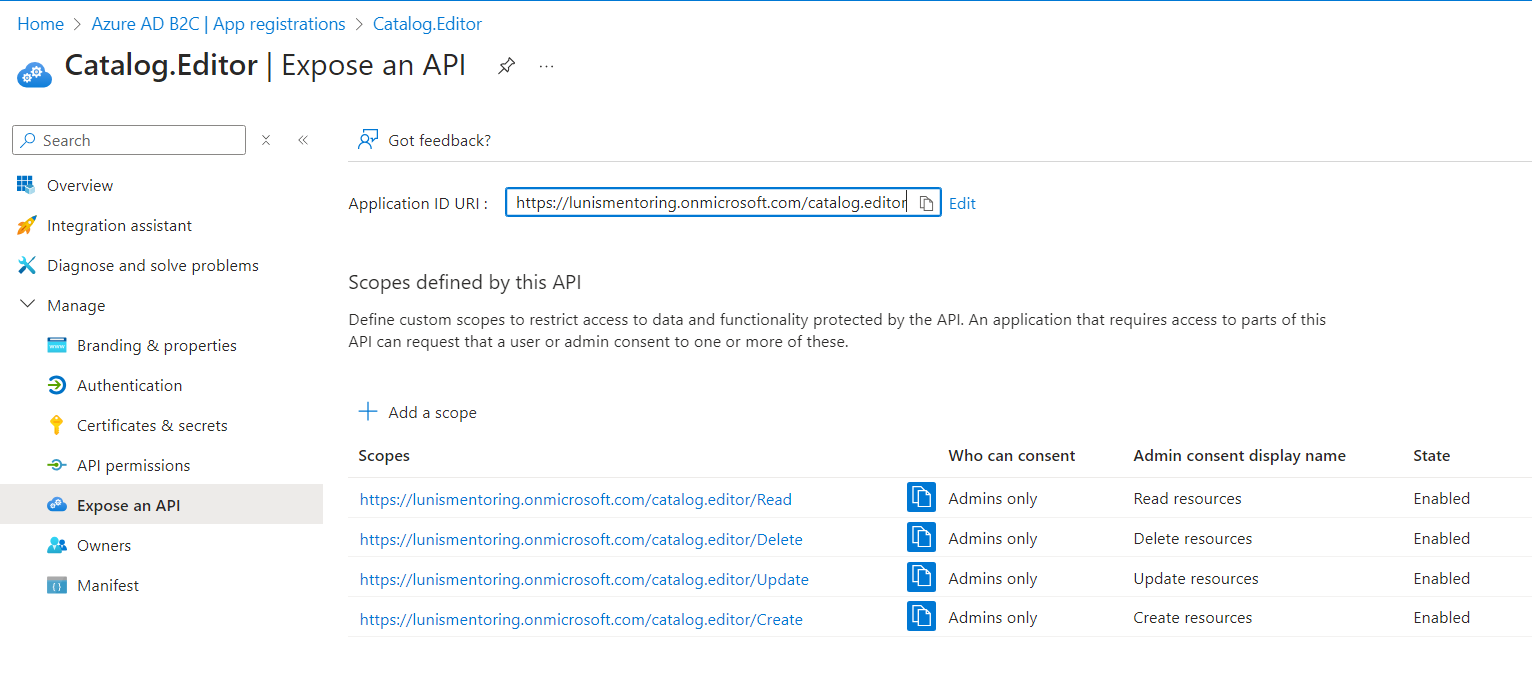 Home > Azure AD B2C | App registrations > Catalog.Editor
Catalog.Editor | Expose an API ...
Search
Got feedback?
Overview
Integration assistant
Diagnose and solve problems
Manage
Branding & properties
Authentication
Certificates & secrets
API permissions
Expose an API
Owners
Manifest
Application ID URI : https://lunismentoring.onmicrosoft.com/catalog.editor Edit
Scopes defined by this API
Define custom scopes to restrict access to data and functionality protected by the API. An application that requires access to parts of this
API can request that a user or admin consent to one or more of these.
Add a scope
Scopes Who can consent Admin consent display name State
https://lunismentoring.onmicrosoft.com/catalog.editor/Read Admins only Read resources Enabled
https://lunismentoring.onmicrosoft.com/catalog.editor/Delete Admins only Delete resources Enabled
https://lunismentoring.onmicrosoft.com/catalog.editor/Update Admins only Update resources Enabled
https://lunismentoring.onmicrosoft.com/catalog.editor/Create Admins only Create resources Enabled